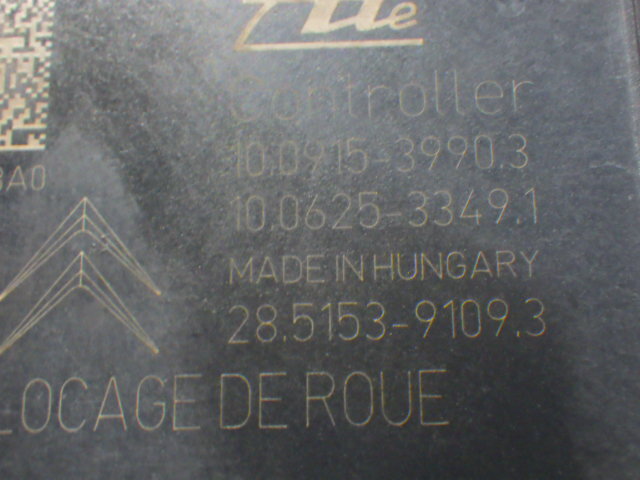 Ate
Controller
10.0915-3990.3
10.0625-3349.1
MADE IN HUNGARY
28.5153-9109.3
LOCAGE DE ROUE